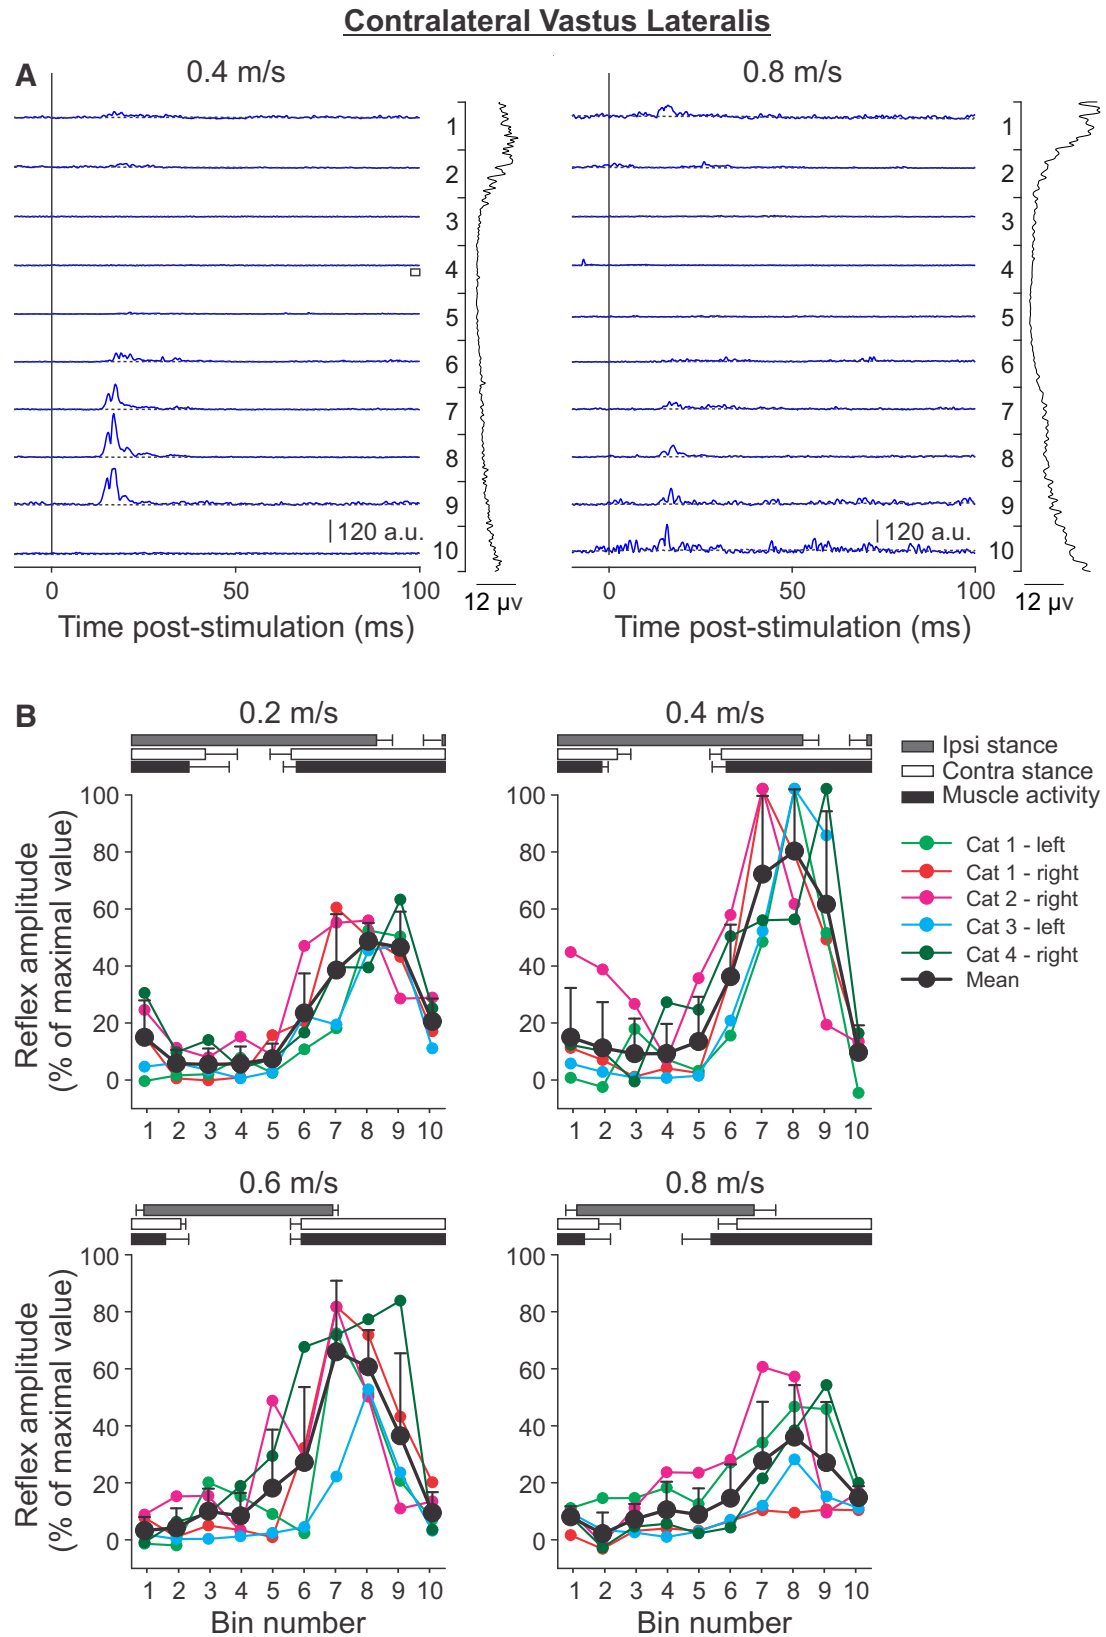 Contralateral Vastus Lateralis
A
0.4 m/s
0.8 m/s
1
2
3
4
5
6
7
8
9
10
120 a.u.
0
50
100
12 µv
Time post-stimulation (ms)
1
2
3
4
5
6
7
8
9
10
120 a.u.
0
50
100
12 µv
Time post-stimulation (ms)
B
0.2 m/s
0.4 m/s
Ipsi stance
Contra stance
Muscle activity
Cat 1 - left
Cat 1 - right
Cat 2 - right
Cat 3 - left
Cat 4 - right
Mean
Reflex amplitude
(% of maximal value)
100
80
60
40
20
0
1 2 3 4 5 6 7 8 9 10
100
80
60
40
20
0
1 2 3 4 5 6 7 8 9 10
0.6 m/s
0.8 m/s
Reflex amplitude
(% of maximal value)
100
80
60
40
20
0
1 2 3 4 5 6 7 8 9 10
Bin number
100
80
60
40
20
0
1 2 3 4 5 6 7 8 9 10
Bin number